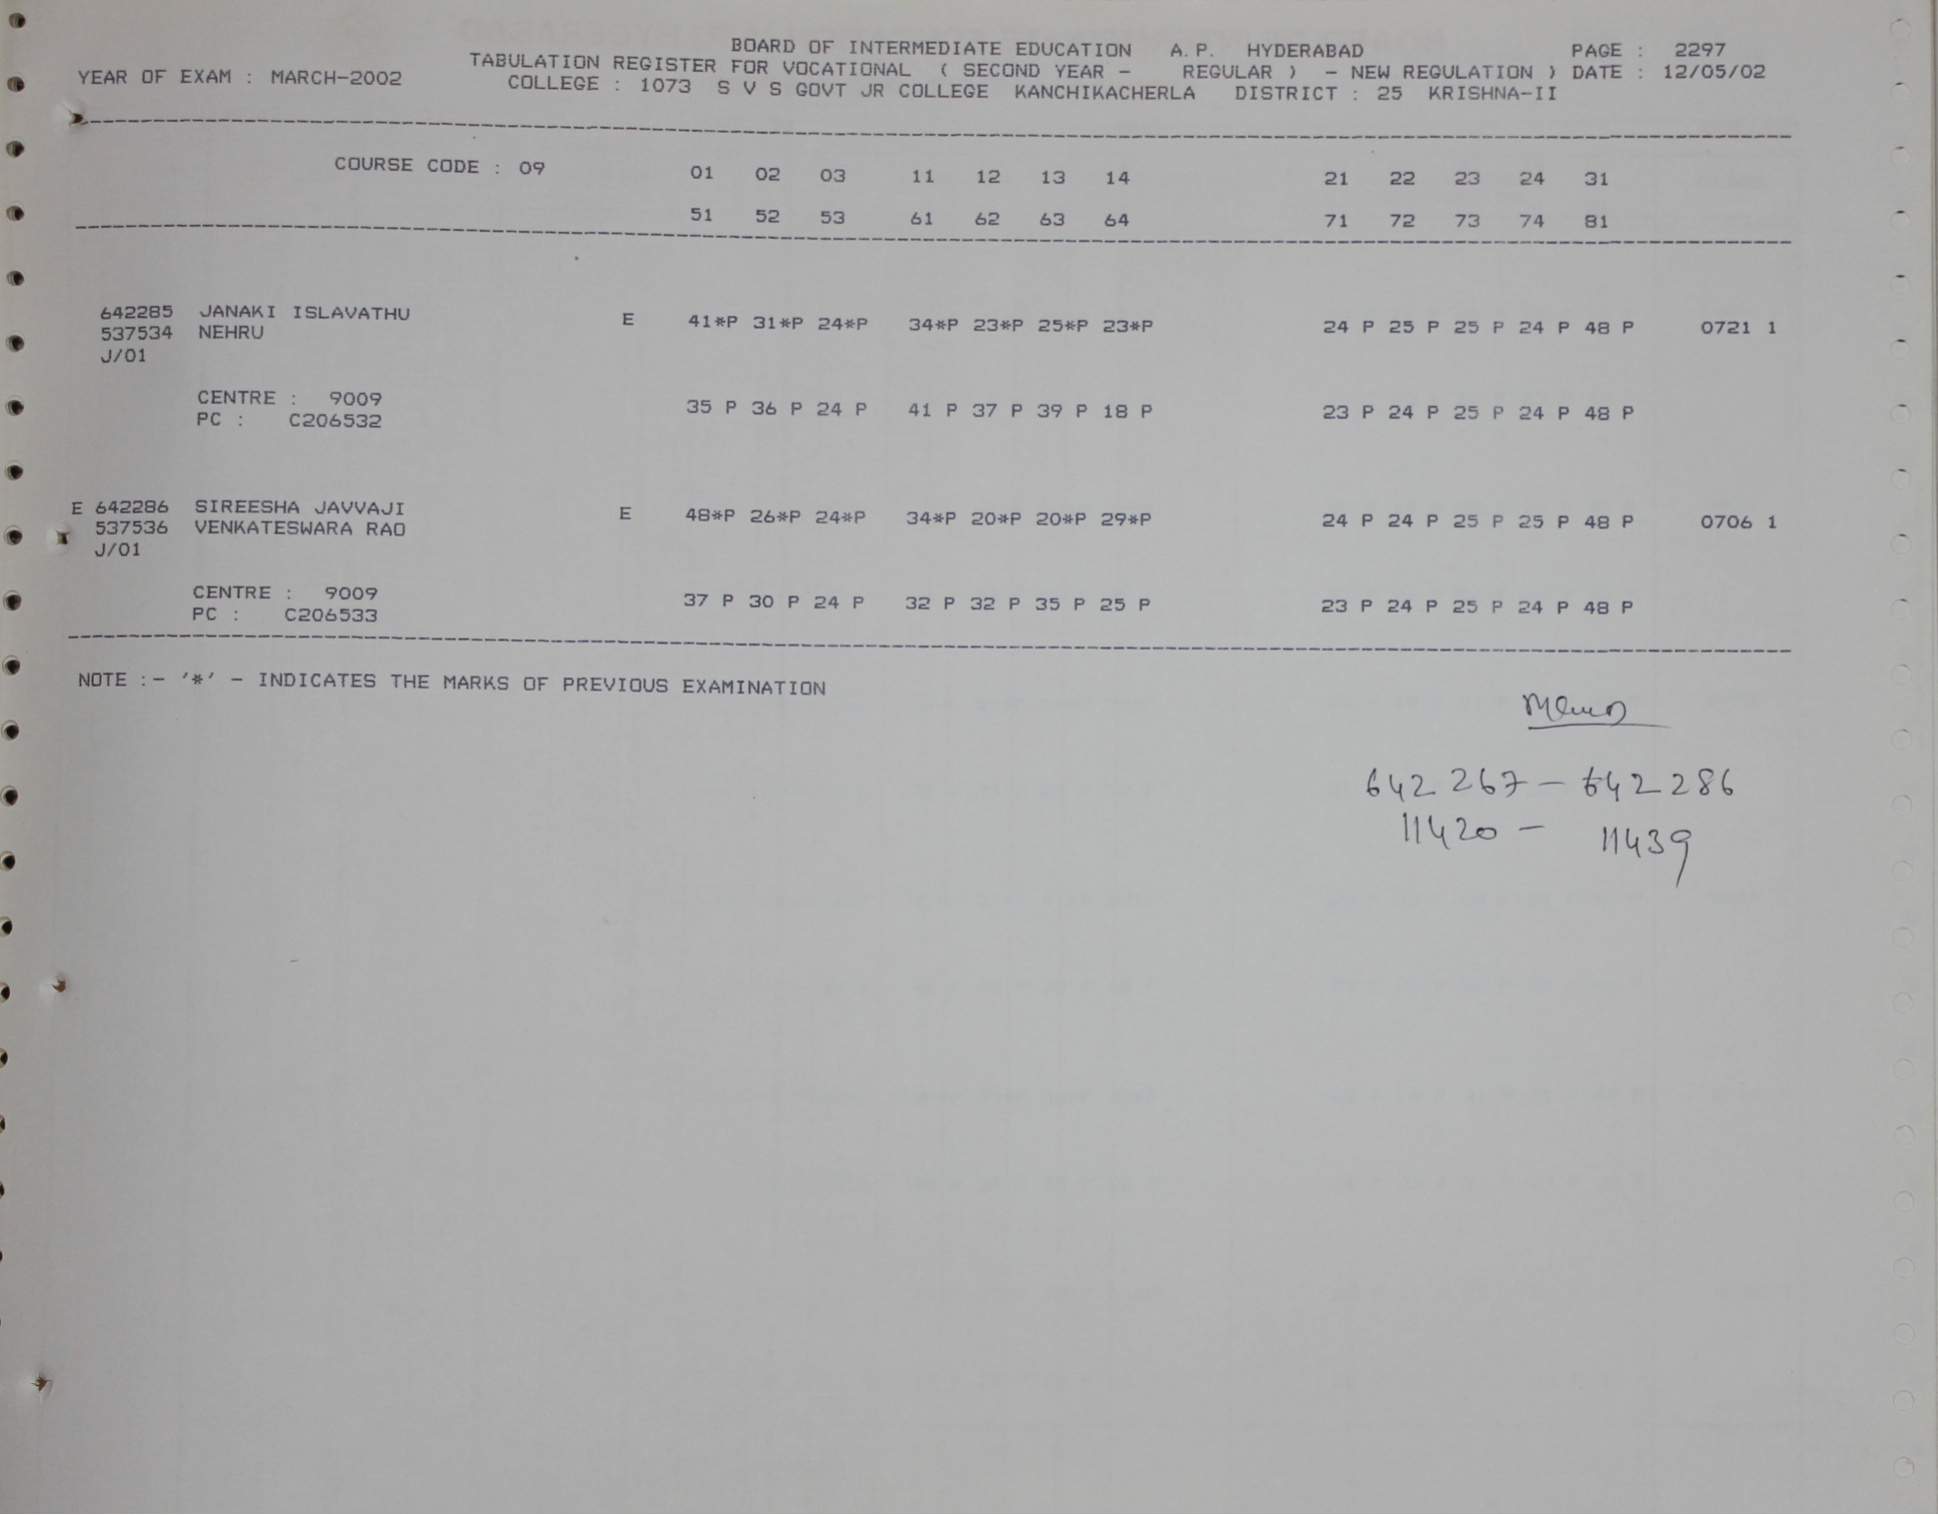 BOARD OF INTERMEDIATE EDUCATION A.P. HYDERABAD PAGE : 2297
YEAR OF EXAM : MARCH-2002 TABULATION REGISTER FOR VOCATIONAL ( SECOND YEAR - REGULAR ) - NEW REGULATION ) DATE : 12/05/02
COLLEGE : 1073 S V S GOVT JR COLLEGE KANCHIKACHERLA DISTRICT : 25 KRISHNA-II
COURSE CODE : 09 01 02 03 11 12 13 14 21 22 23 24 31
51 52 53 61 62 63 64 71 72 73 74 81
642285 JANAKI ISLAVATHU E 41*P 31*P 24*P 34*P 23*P 25*P 23*P 24 P 25 P 25 P 24 P 48 P 0721 1
537534 NEHRU
J/01
CENTRE : 9009 35 P 36 P 24 P 41 P 37 P 39 P 18 P 23 P 24 P 25 P 24 P 48 P
PC : C206532
E 642286 SIREESHA JAVVAJI E 48*P 26*P 24*P 34*P 20*P 20*P 29*P 24 P 24 P 25 P 25 P 48 P 0706 1
537536 VENKATESWARA RAO
J/01
CENTRE : 9009 37 P 30 P 24 P 32 P 32 P 35 P 25 P 23 P 24 P 25 P 24 P 48 P
PC : C206533
NOTE :- '*' - INDICATES THE MARKS OF PREVIOUS EXAMINATION
Memo
642267 - 642286
11420 - 11439